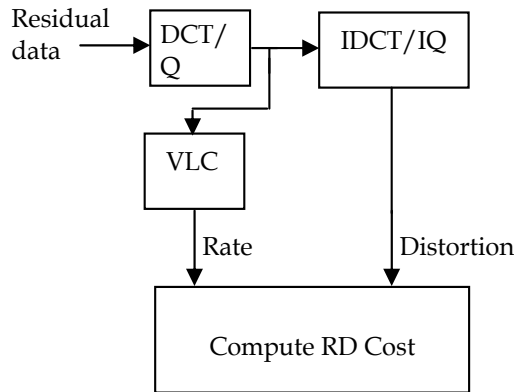 Residual
data
DCT/
Q
IDCT/IQ
VLC
Rate
Distortion
Compute RD Cost